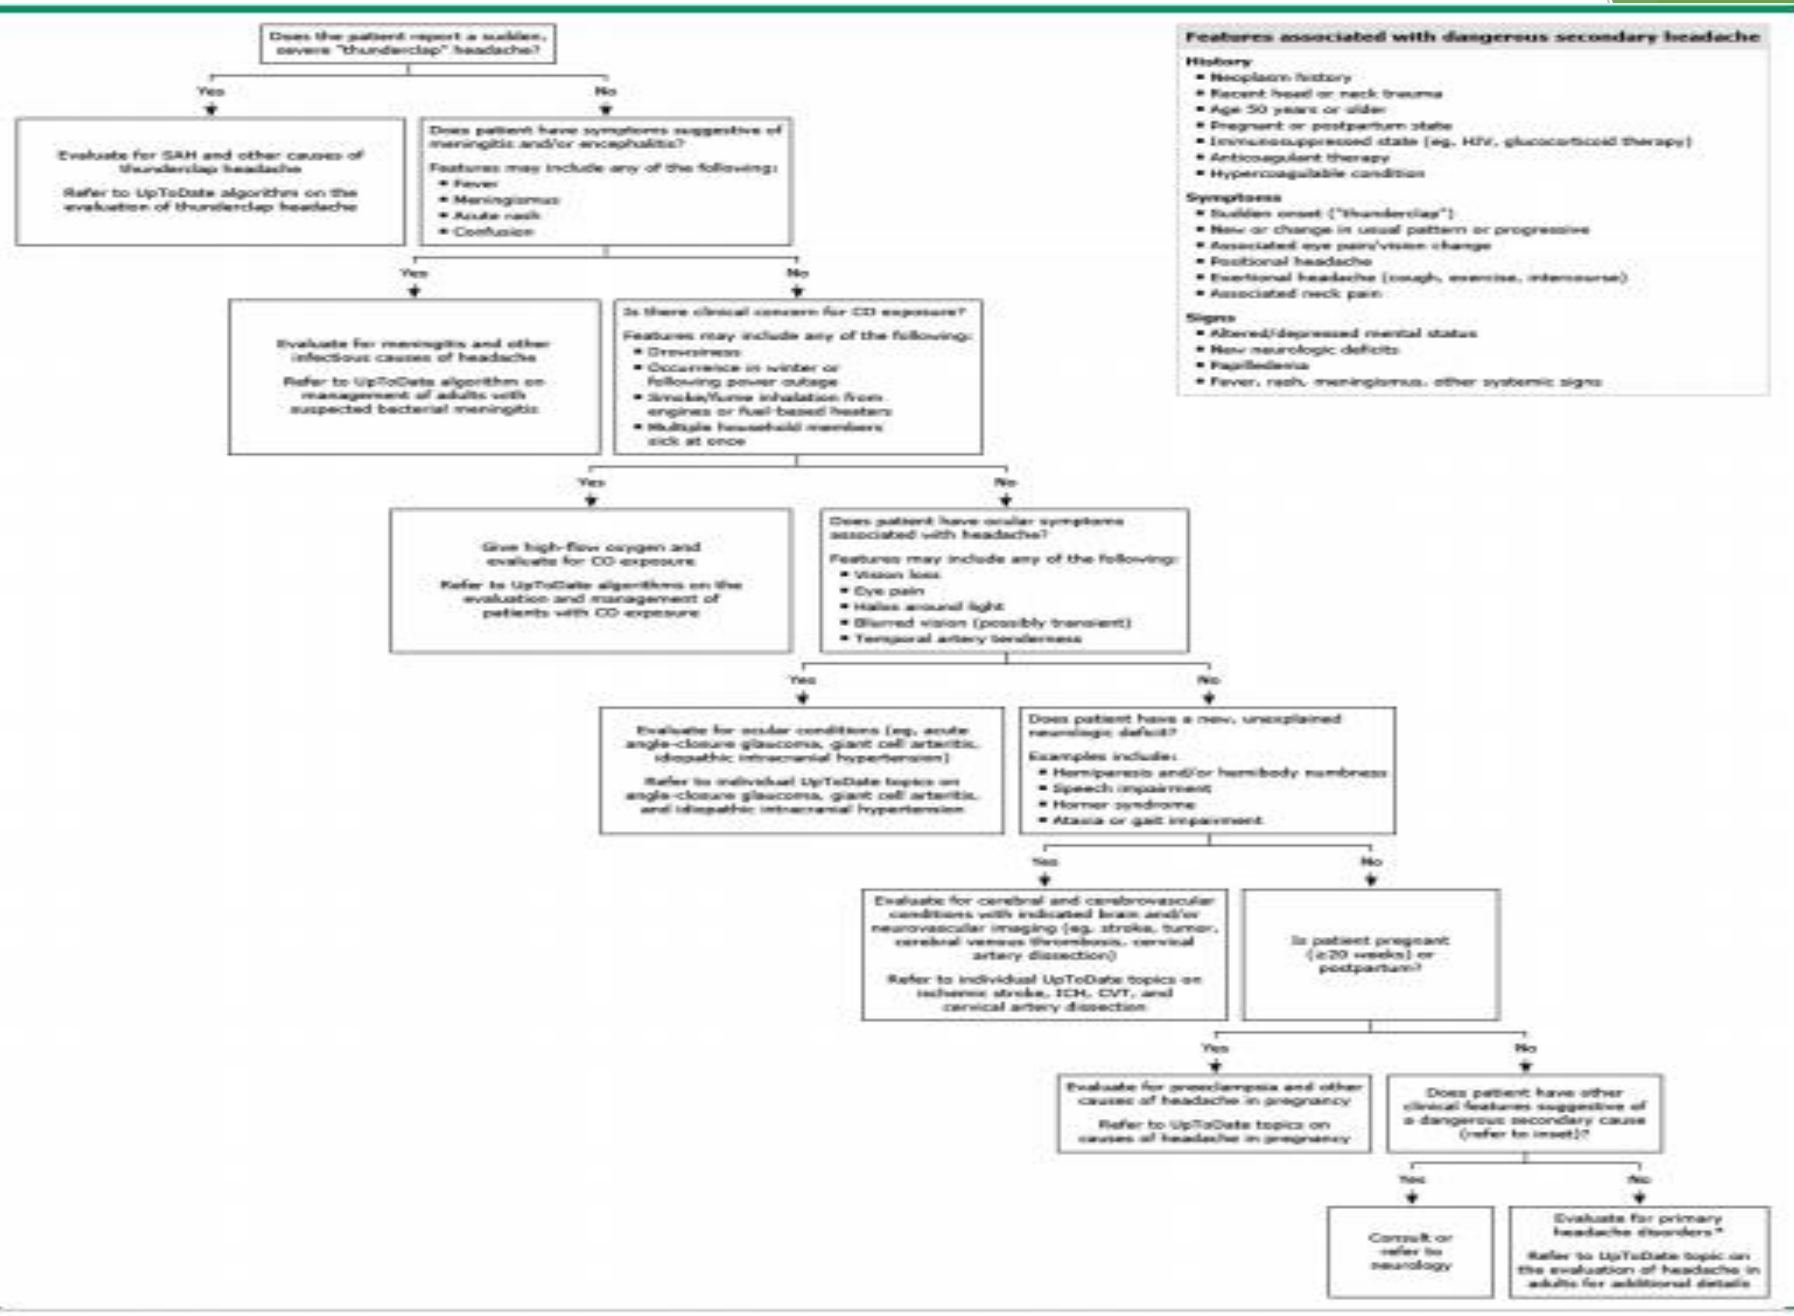 Does the patient report a sudden,
severe "thunderclap" headache?
Yes
No
Evaluate for SAH and other causes of
thunderclap headache
Refer to UpToDate algorithm on the
evaluation of thunderclap headache
Does patient have symptoms suggestive of
meningitis and/or encephalitis?
Features may include any of the following:
▪ Fever
▪ Meningismus
▪ Acute rash
▪ Confusion
Yes
No
Evaluate for meningitis and other
infectious causes of headache
Refer to UpToDate algorithm on
management of adults with
suspected bacterial meningitis
Is there clinical concern for CO exposure?
Features may include any of the following:
▪ Drowsiness
▪ Occurrence in winter or
following power outage
▪ Smoke/fume inhalation from
engines or fuel-based heaters
▪ Multiple household members
sick at once
Yes
No
Give high-flow oxygen and
evaluate for CO exposure
Refer to UpToDate algorithms on the
evaluation and management of
patients with CO exposure
Does patient have ocular symptoms
associated with headache?
Features may include any of the following:
▪ Vision loss
▪ Eye pain
▪ Halos around light
▪ Blurred vision (possibly transient)
▪ Temporal artery tenderness
Yes
No
Evaluate for ocular conditions (eg, acute
angle-closure glaucoma, giant cell arteritis,
idiopathic intracranial hypertension)
Refer to individual UpToDate topics on
angle-closure glaucoma, giant cell arteritis,
and idiopathic intracranial hypertension
Does patient have a new, unexplained
neurologic deficit?
Examples include:
▪ Hemiparesis and/or hemibody numbness
▪ Speech impairment
▪ Horner syndrome
▪ Ataxia or gait impairment
Yes
No
Evaluate for cerebral and cerebrovascular
conditions with indicated brain and/or
neurovascular imaging (eg, stroke, tumor,
cerebral venous thrombosis, cervical
artery dissection)
Refer to individual UpToDate topics on
ischemic stroke, ICH, CVT, and
cervical artery dissection
Is patient pregnant
(≥20 weeks) or
postpartum?
Yes
No
Evaluate for preeclampsia and other
causes of headache in pregnancy
Refer to UpToDate topics on
causes of headache in pregnancy
Does patient have other
clinical features suggestive of
a dangerous secondary cause
(refer to inset)?
Yes
No
Consult or
refer to
neurology
Evaluate for primary
headache disorders*
Refer to UpToDate topic on
the evaluation of headache in
adults for additional details
Features associated with dangerous secondary headache
History
▪ Neoplasm history
▪ Recent head or neck trauma
▪ Age 50 years or older
▪ Pregnant or postpartum state
▪ Immunosuppressed state (eg, HIV, glucocorticoid therapy)
▪ Anticoagulant therapy
▪ Hypercoagulable condition
Symptoms
▪ Sudden onset ("thunderclap")
▪ New or change in usual pattern or progressive
▪ Associated eye pain/vision change
▪ Positional headache
▪ Exertional headache (cough, exercise, intercourse)
▪ Associated neck pain
Signs
▪ Altered/depressed mental status
▪ New neurologic deficits
▪ Papilledema
▪ Fever, rash, meningismus, other systemic signs